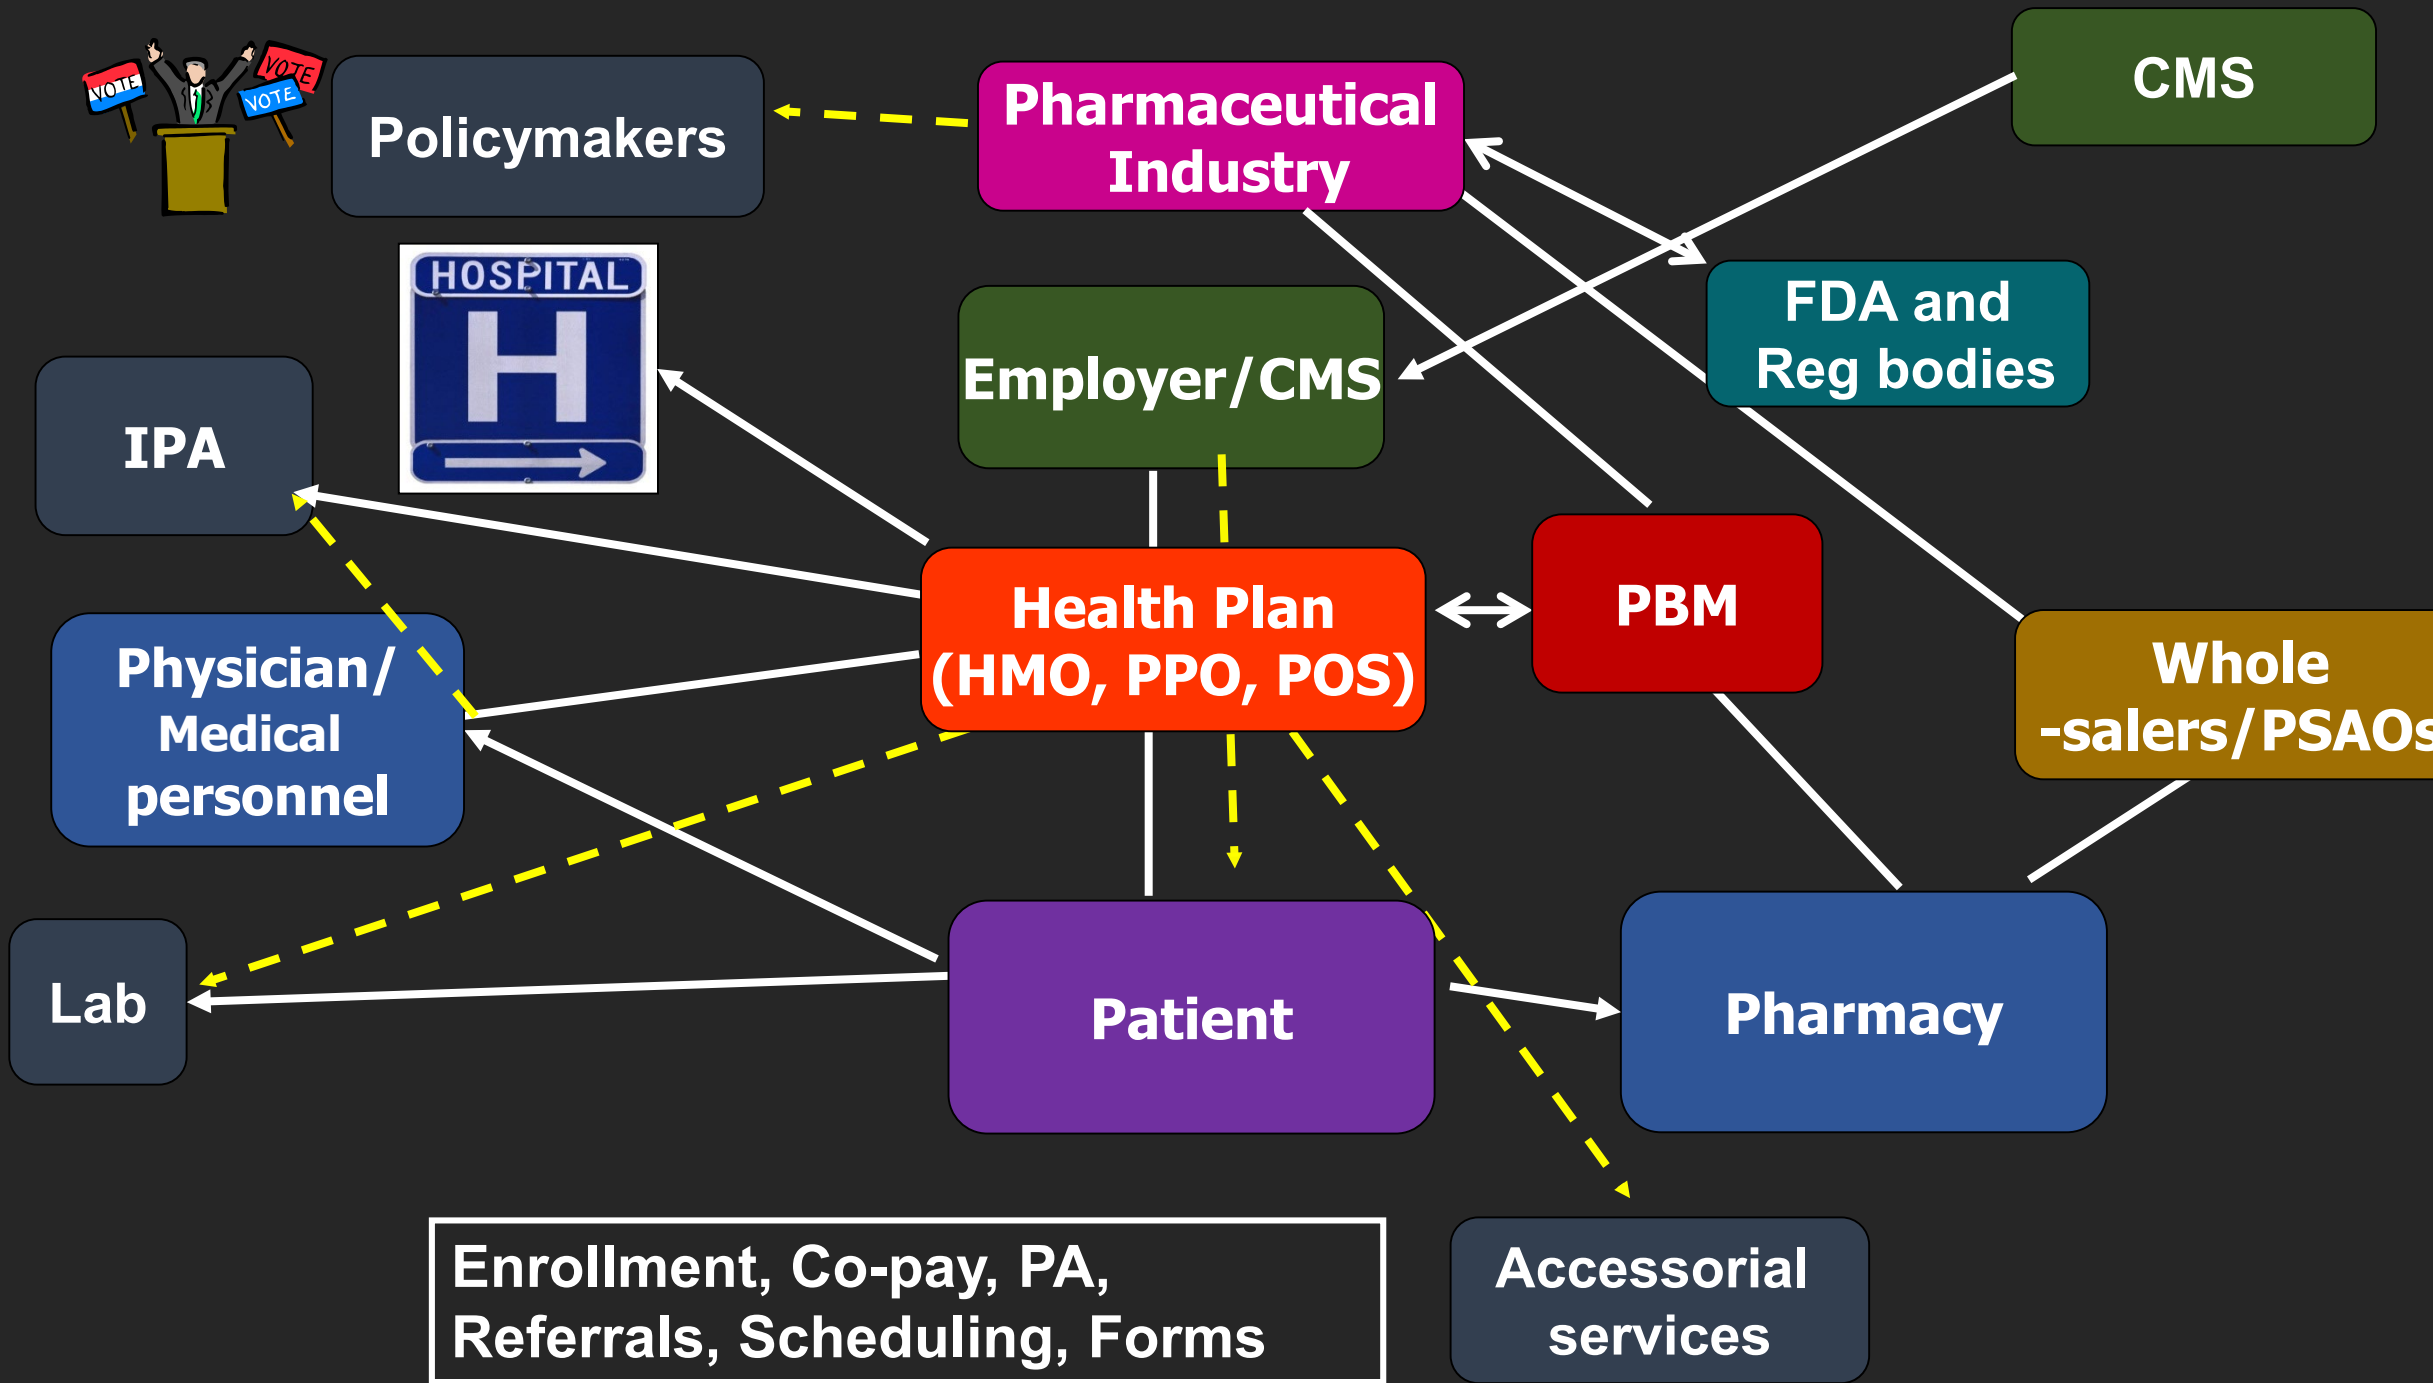 VOTE
VOTE
VOTE
Policymakers
Pharmaceutical
Industry
CMS
HOSPITAL
H
Employer/CMS
FDA and
Reg bodies
IPA
Health Plan
(HMO, PPO, POS)
PBM
Physician/
Medical
personnel
Whole
-salers/PSAOs
Lab
Patient
Pharmacy
Enrollment, Co-pay, PA,
Referrals, Scheduling, Forms
Accessorial
services